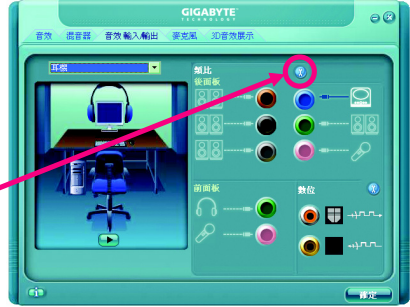 GIGABYTE
TECHNOLOGY
音效 混音器 音效輸入/輸出 麥克風 3D音效展示
耳機
類比
後面板
前面板
數位
確定